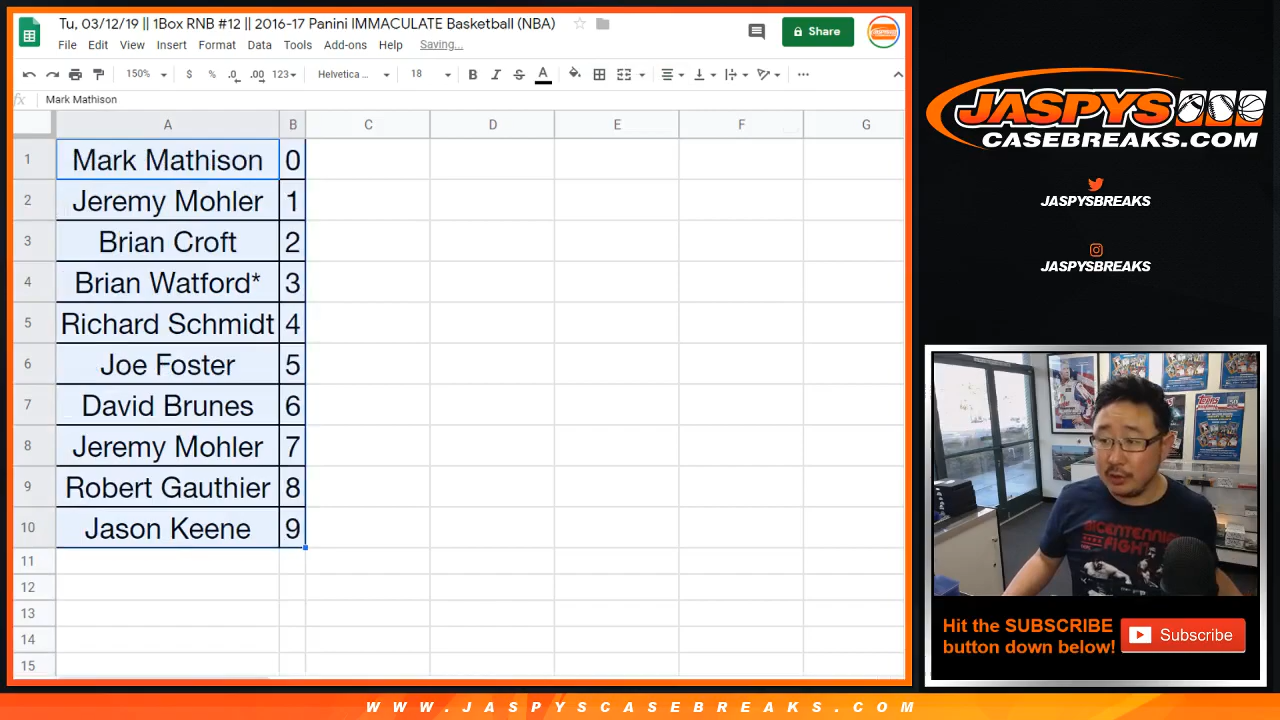 Tu, 03/12/19 || 1Box RNB #12 || 2016-17 Panini IMMACULATE Basketball (NBA)
File Edit View Insert Format Data Tools Add-ons Help Saving...
Share
150% $ % .0 .00 123 Helvetica ... 18 B I S A
fx Mark Mathison
A B C D E F G
1 Mark Mathison 0
2 Jeremy Mohler 1
3 Brian Croft 2
4 Brian Watford* 3
5 Richard Schmidt 4
6 Joe Foster 5
7 David Brunes 6
8 Jeremy Mohler 7
9 Robert Gauthier 8
10 Jason Keene 9
11
12
13
14
15
JASPYS
CASEBREAKS.COM
JASPYSBREAKS
JASPYSBREAKS
BICENTENNIAL
FIGHT
Hit the SUBSCRIBE
button down below!
Subscribe
WWW.JASPYSCASEBREAKS.COM